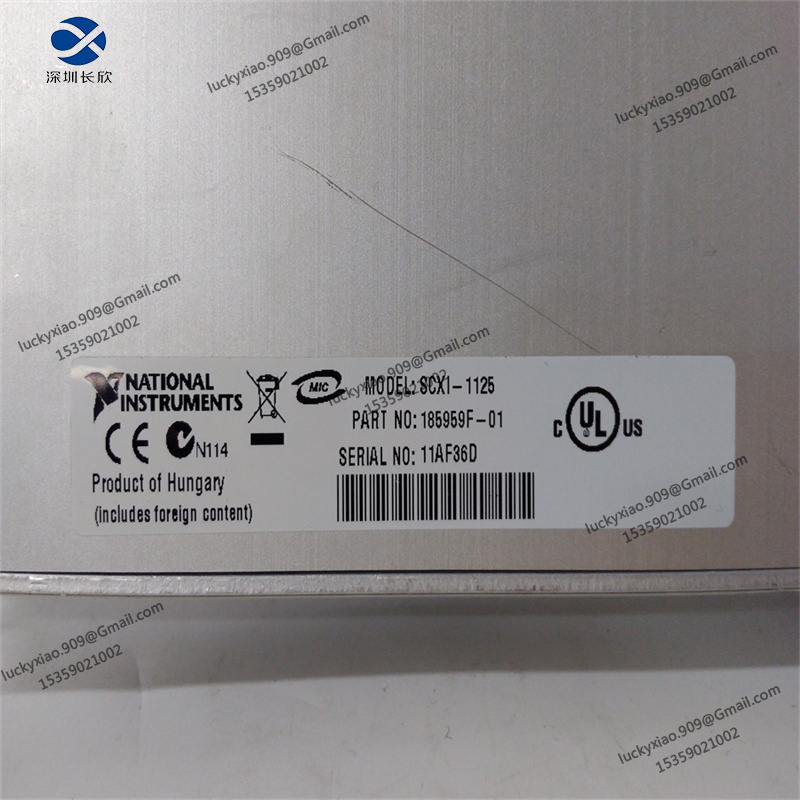 深圳长欣
luckyxiao.909@Gmail.com
15359021002
luckyxiao.909@Gmail.com
15359021002
luckyxiao.909@Gmail.com
15359021002
luckyxiao.909@Gmail.com
15359021002
NATIONAL
INSTRUMENTS
MIC
MODEL: SCXI-1125
PART NO: 185959F-01
SERIAL NO: 11AF36D
CE
N114
C UL US
Product of Hungary
(includes foreign content)
luckyxiao.909@Gmail.com
15359021002
luckyxiao.909@Gmail.com
15359021002
luckyxiao.909@Gmail.com
15359021002